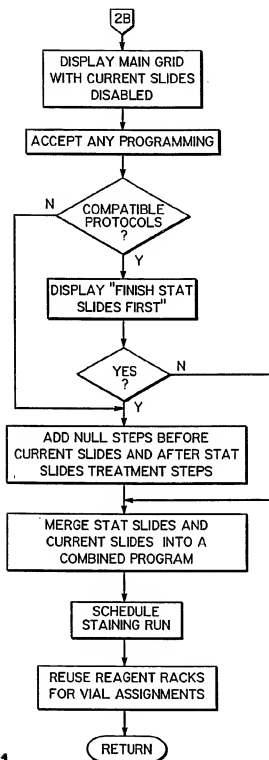 2B
DISPLAY MAIN GRID
WITH CURRENT SLIDES
DISABLED
ACCEPT ANY PROGRAMMING
N
COMPATIBLE
PROTOCOLS
?
Y
DISPLAY "FINISH STAT
SLIDES FIRST"
YES
?
N
Y
ADD NULL STEPS BEFORE
CURRENT SLIDES AND AFTER STAT
SLIDES TREATMENT STEPS
MERGE STAT SLIDES AND
CURRENT SLIDES INTO A
COMBINED PROGRAM
SCHEDULE
STAINING RUN
REUSE REAGENT RACKS
FOR VIAL ASSIGNMENTS
RETURN